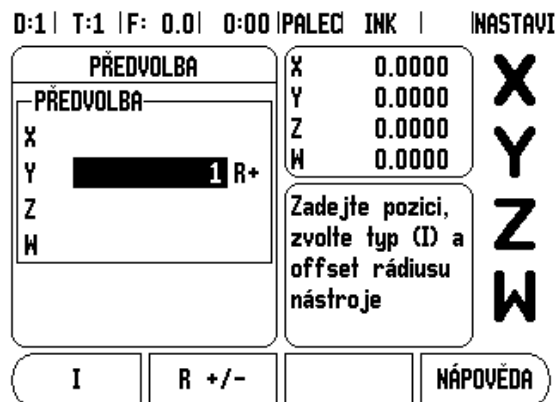 D:1 | T:1 | F: 0.0 | 0:00 | PALEC INK | | NASTAVI
PŘEDVOLBA
PŘEDVOLBA
X
Y 1 R+
Z
W
X 0.0000
Y 0.0000
Z 0.0000
W 0.0000
Zadejte pozici,
zvolte typ (I) a
offset rádiusu
nástroje
X
Y
Z
W
I R +/- NÁPOVĚDA